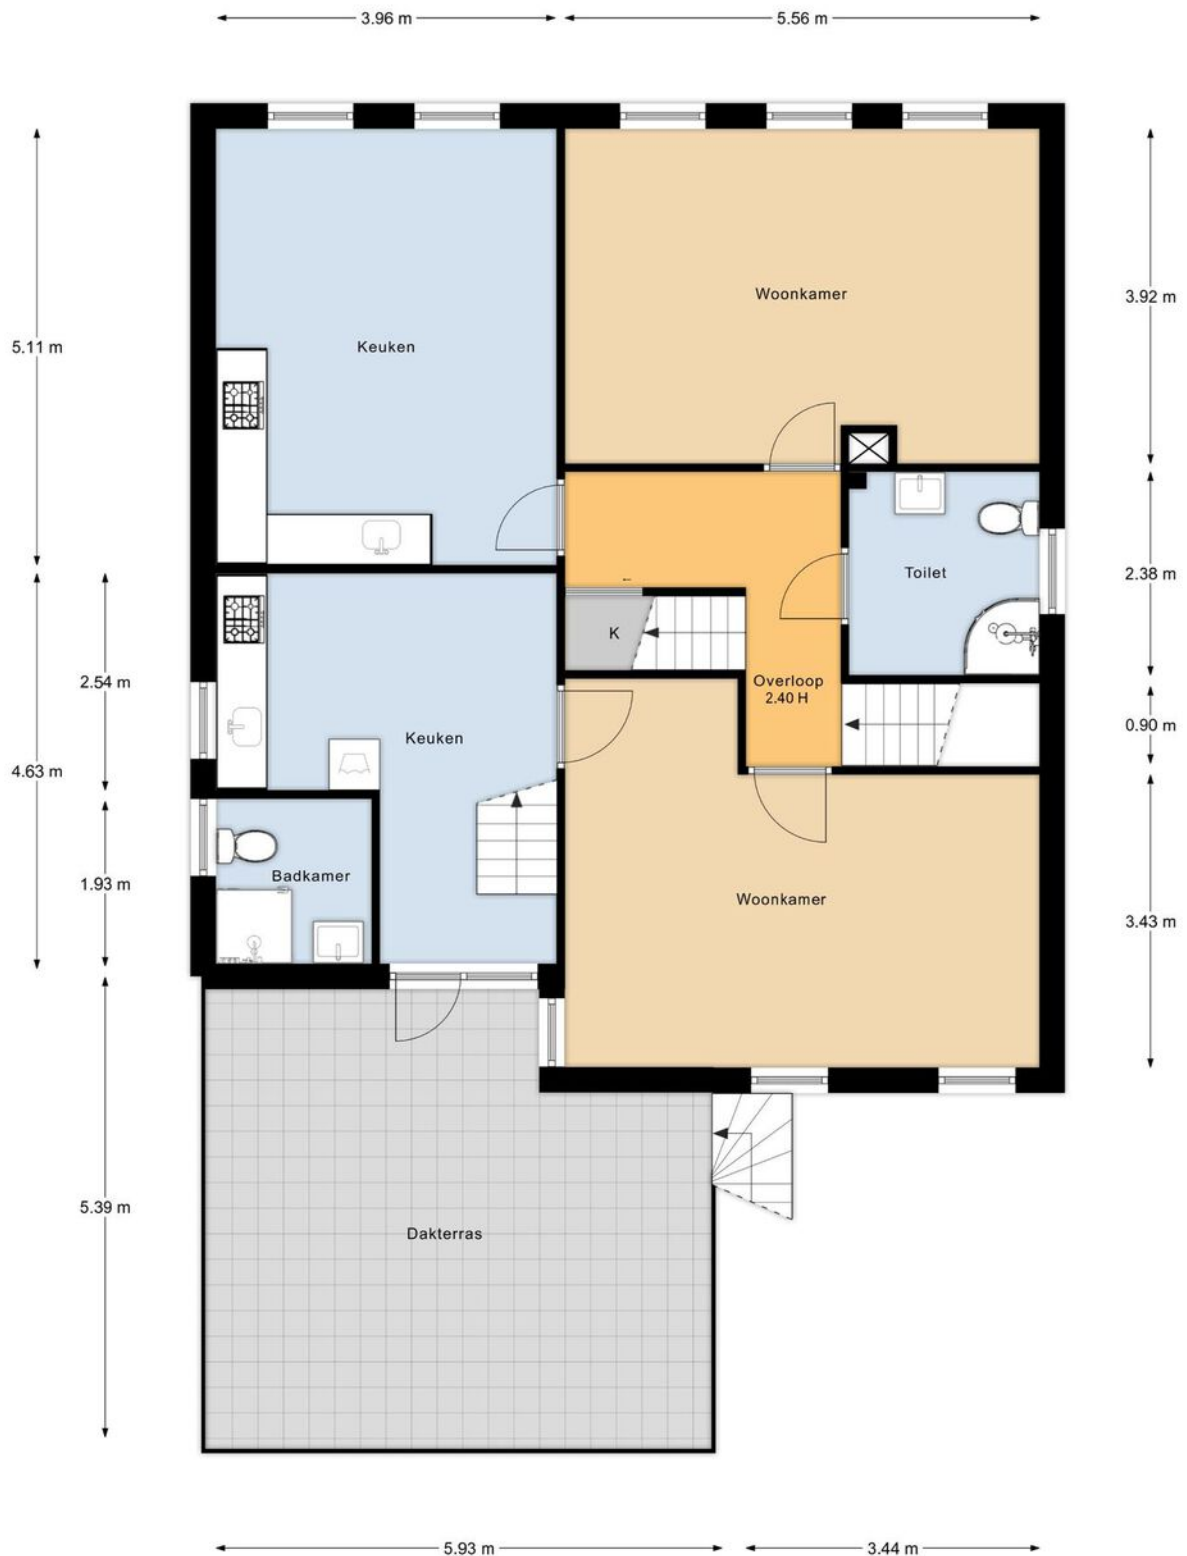 3.96 m
5.56 m
Woonkamer
3.92 m
5.11 m
Keuken
Toilet
2.38 m
K
2.54 m
Overloop
2.40 H
Keuken
0.90 m
4.63 m
Badkamer
1.93 m
Woonkamer
3.43 m
5.39 m
Dakterras
5.93 m
3.44 m